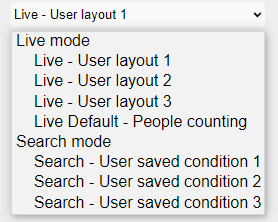 Live - User layout 1
Live mode
Live - User layout 1
Live - User layout 2
Live - User layout 3
Live Default - People counting
Search mode
Search - User saved condition 1
Search - User saved condition 2
Search - User saved condition 3